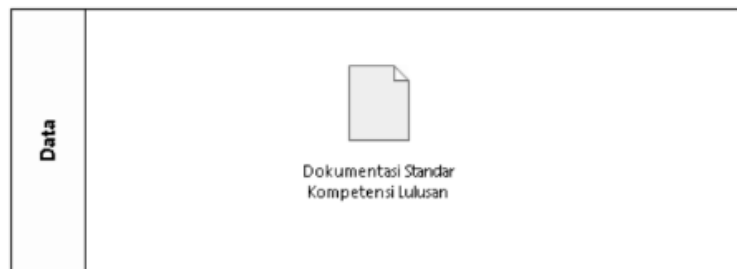 Data
Dokumentasi Standar
Kompetensi Lulusan